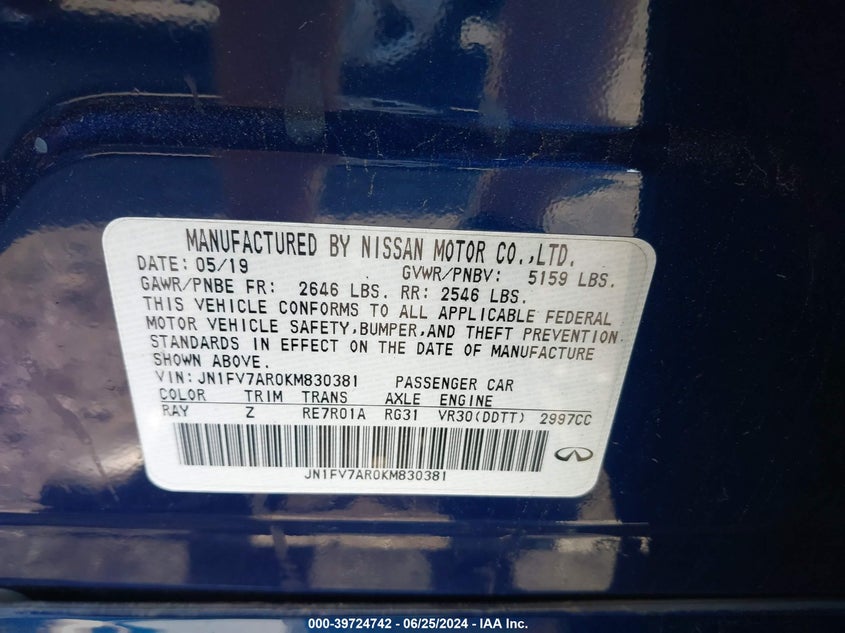 MANUFACTURED BY NISSAN MOTOR CO.,LTD.
DATE: 05/19 GVWR/PNBV: 5159 LBS.
GAWR/PNBE FR: 2646 LBS. RR: 2546 LBS.
THIS VEHICLE CONFORMS TO ALL APPLICABLE FEDERAL
MOTOR VEHICLE SAFETY,BUMPER,AND THEFT PREVENTION
STANDARDS IN EFFECT ON THE DATE OF MANUFACTURE
SHOWN ABOVE.
VIN: JN1FV7AR0KM830381 PASSENGER CAR
COLOR TRIM TRANS AXLE ENGINE
RAY Z RE7R01A RG31 VR30(DDTT) 2997CC
JN1FV7AR0KM830381
000-39724742 - 06/25/2024 - IAA Inc.